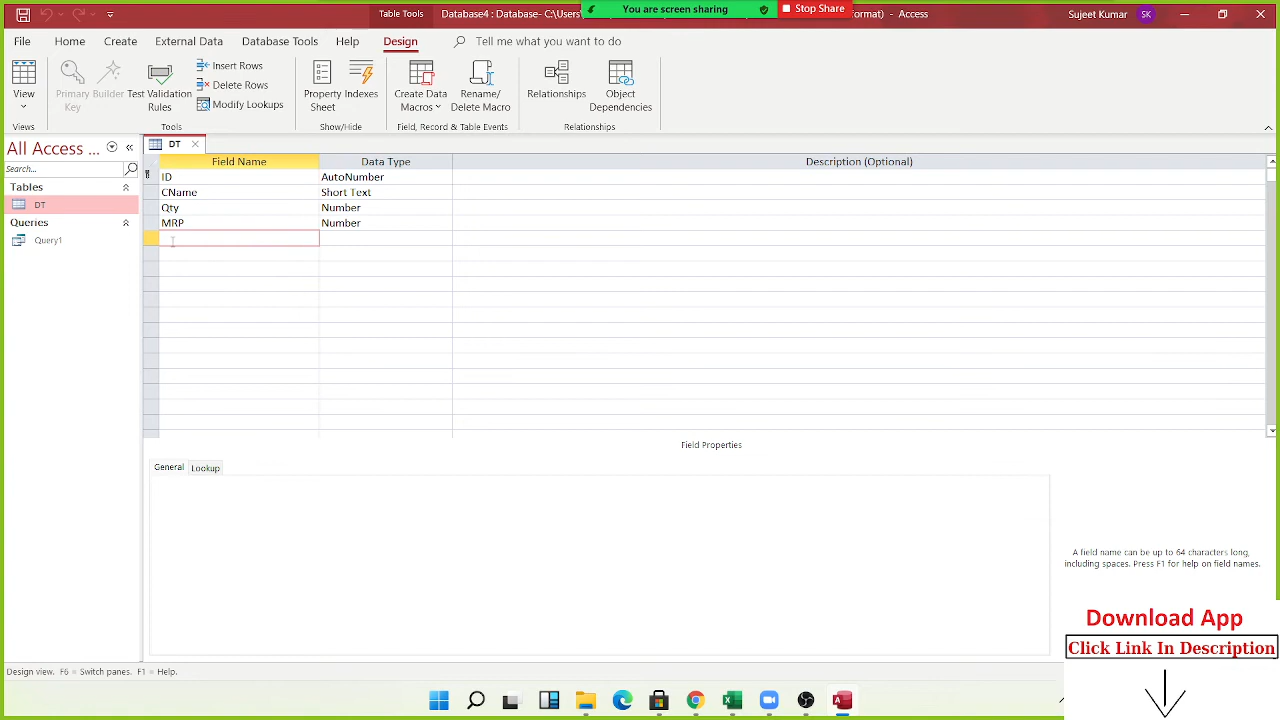 You are screen sharing
Stop Share
Table Tools
Database4 : Database- C:\Users\
ormat) - Access
Sujeet Kumar
SK
File
Home
Create
External Data
Database Tools
Help
Design
Tell me what you want to do
View
Primary Key
Builder
Test Validation Rules
Insert Rows
Delete Rows
Modify Lookups
Property Sheet
Indexes
Create Data Macros
Rename/ Delete Macro
Relationships
Object Dependencies
Views
Tools
Show/Hide
Field, Record & Table Events
Relationships
All Access ...
Search...
Tables
DT
Queries
Query1
DT
Field Name
Data Type
Description (Optional)
ID
AutoNumber
CName
Short Text
Qty
Number
MRP
Number
Field Properties
General
Lookup
A field name can be up to 64 characters long,
including spaces. Press F1 for help on field names.
Download App
Click Link In Description
Design view. F6 = Switch panes. F1 = Help.